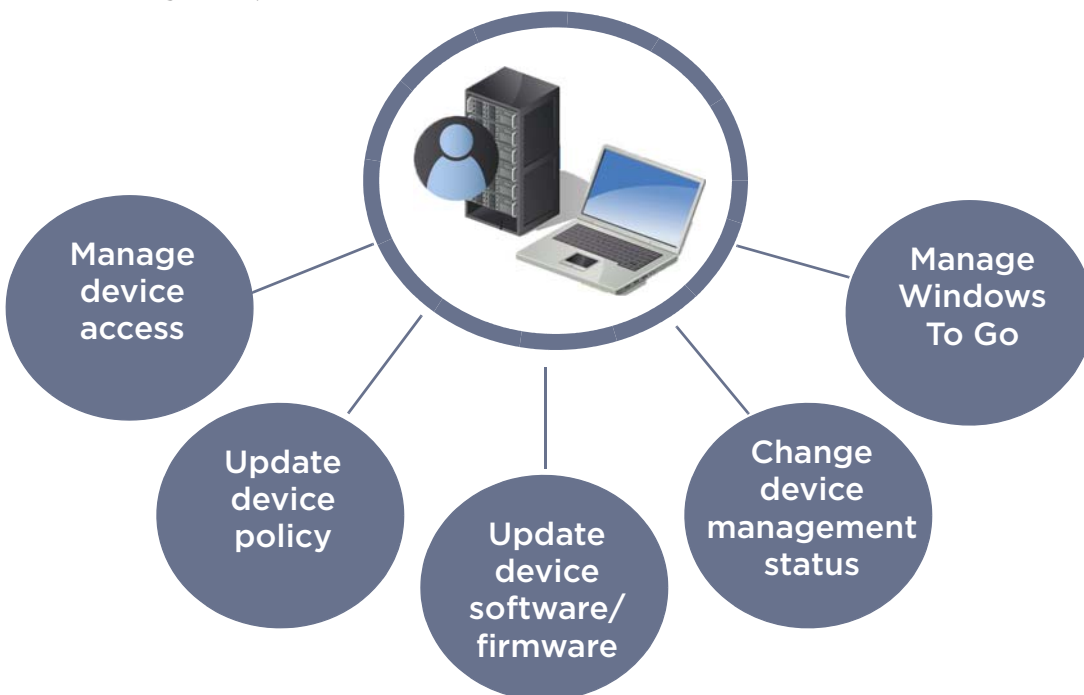 Manage
device
access
Update
device
policy
Update
device
software/
firmware
Change
device
management
status
Manage
Windows
To Go